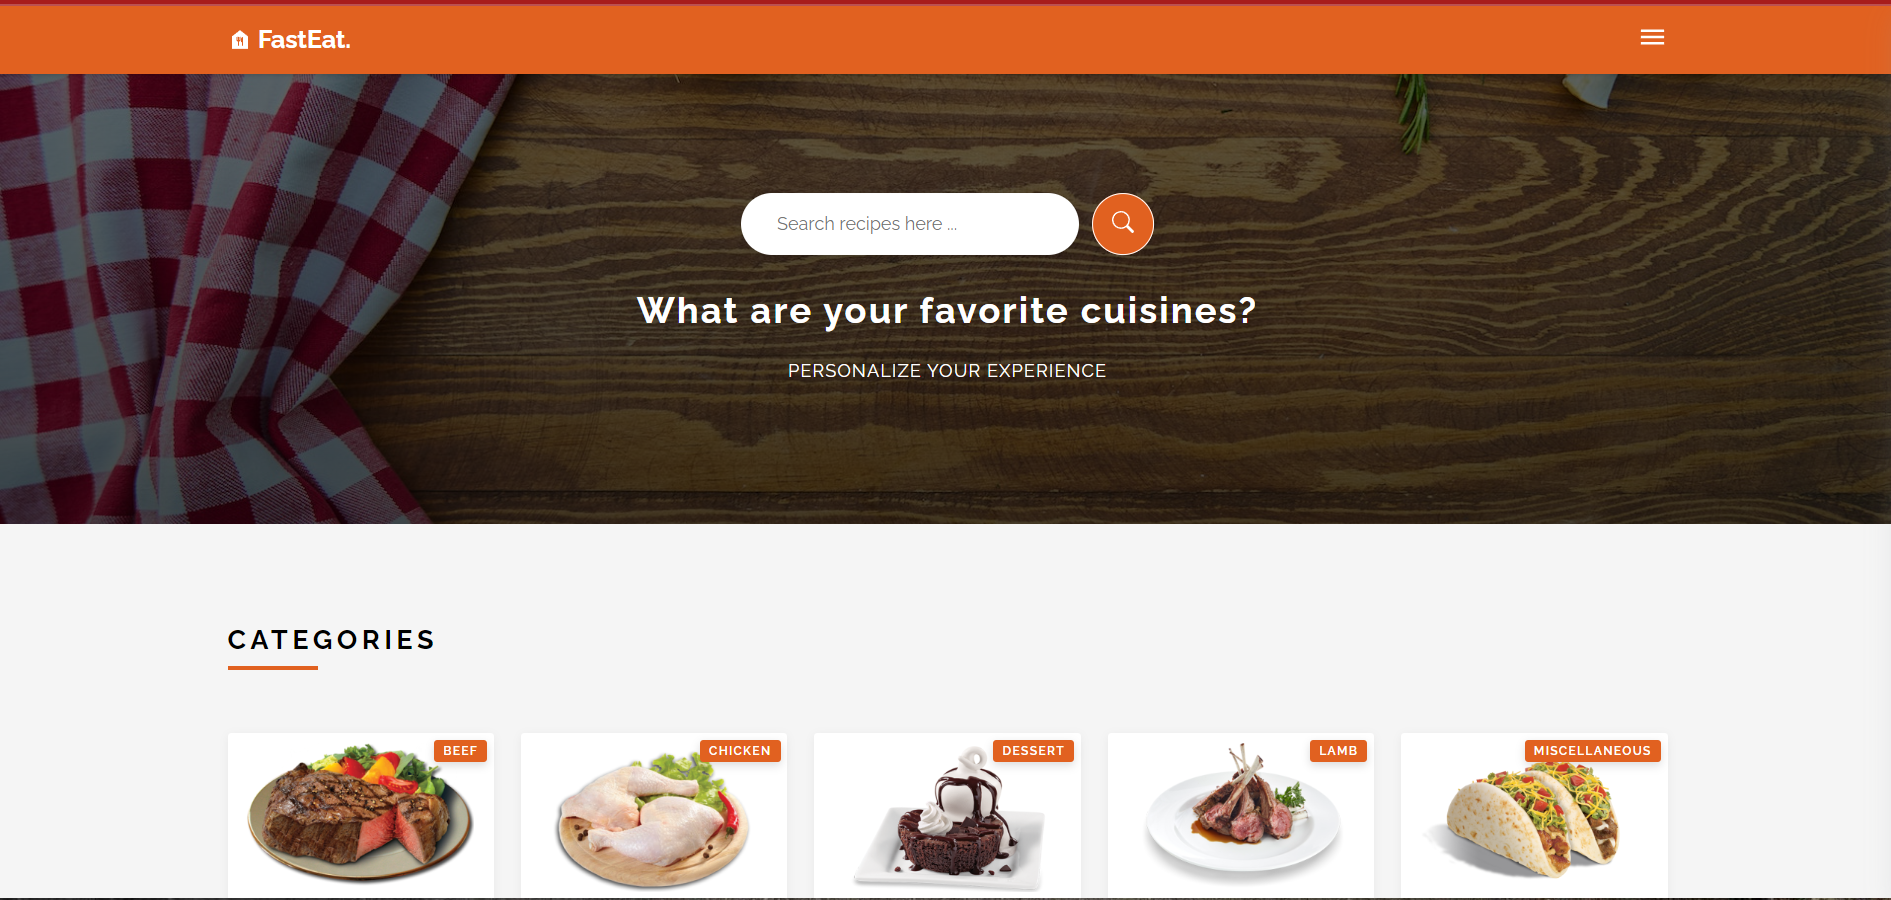 FastEat.
Search recipes here ...
What are your favorite cuisines?
PERSONALIZE YOUR EXPERIENCE
CATEGORIES
BEEF
CHICKEN
DESSERT
LAMB
MISCELLANEOUS